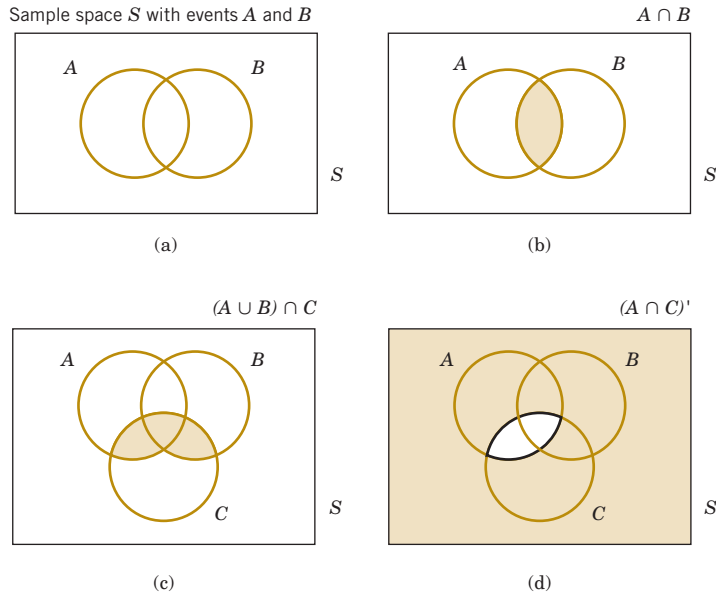 Sample space S with events A and B
A ∩ B
A
B
S
A
B
S
(a)
(b)
(A ∪ B) ∩ C
(A ∩ C)'
A
B
C
S
A
B
C
S
(c)
(d)